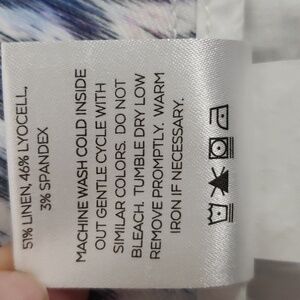 51% LINEN, 46% LYOCELL,
3% SPANDEX
MACHINE WASH COLD INSIDE
OUT GENTLE CYCLE WITH
SIMILAR COLORS. DO NOT
BLEACH. TUMBLE DRY LOW
REMOVE PROMPTLY. WARM
IRON IF NECESSARY.